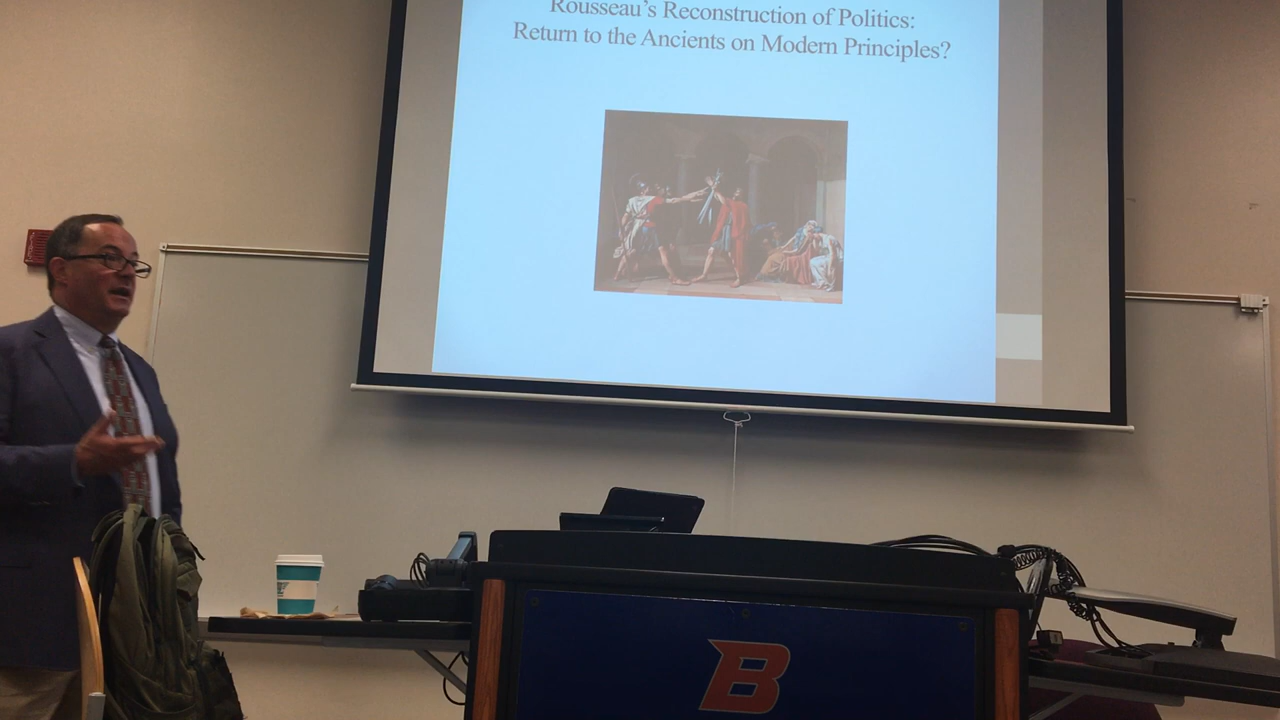 Rousseau's Reconstruction of Politics:
Return to the Ancients on Modern Principles?
B